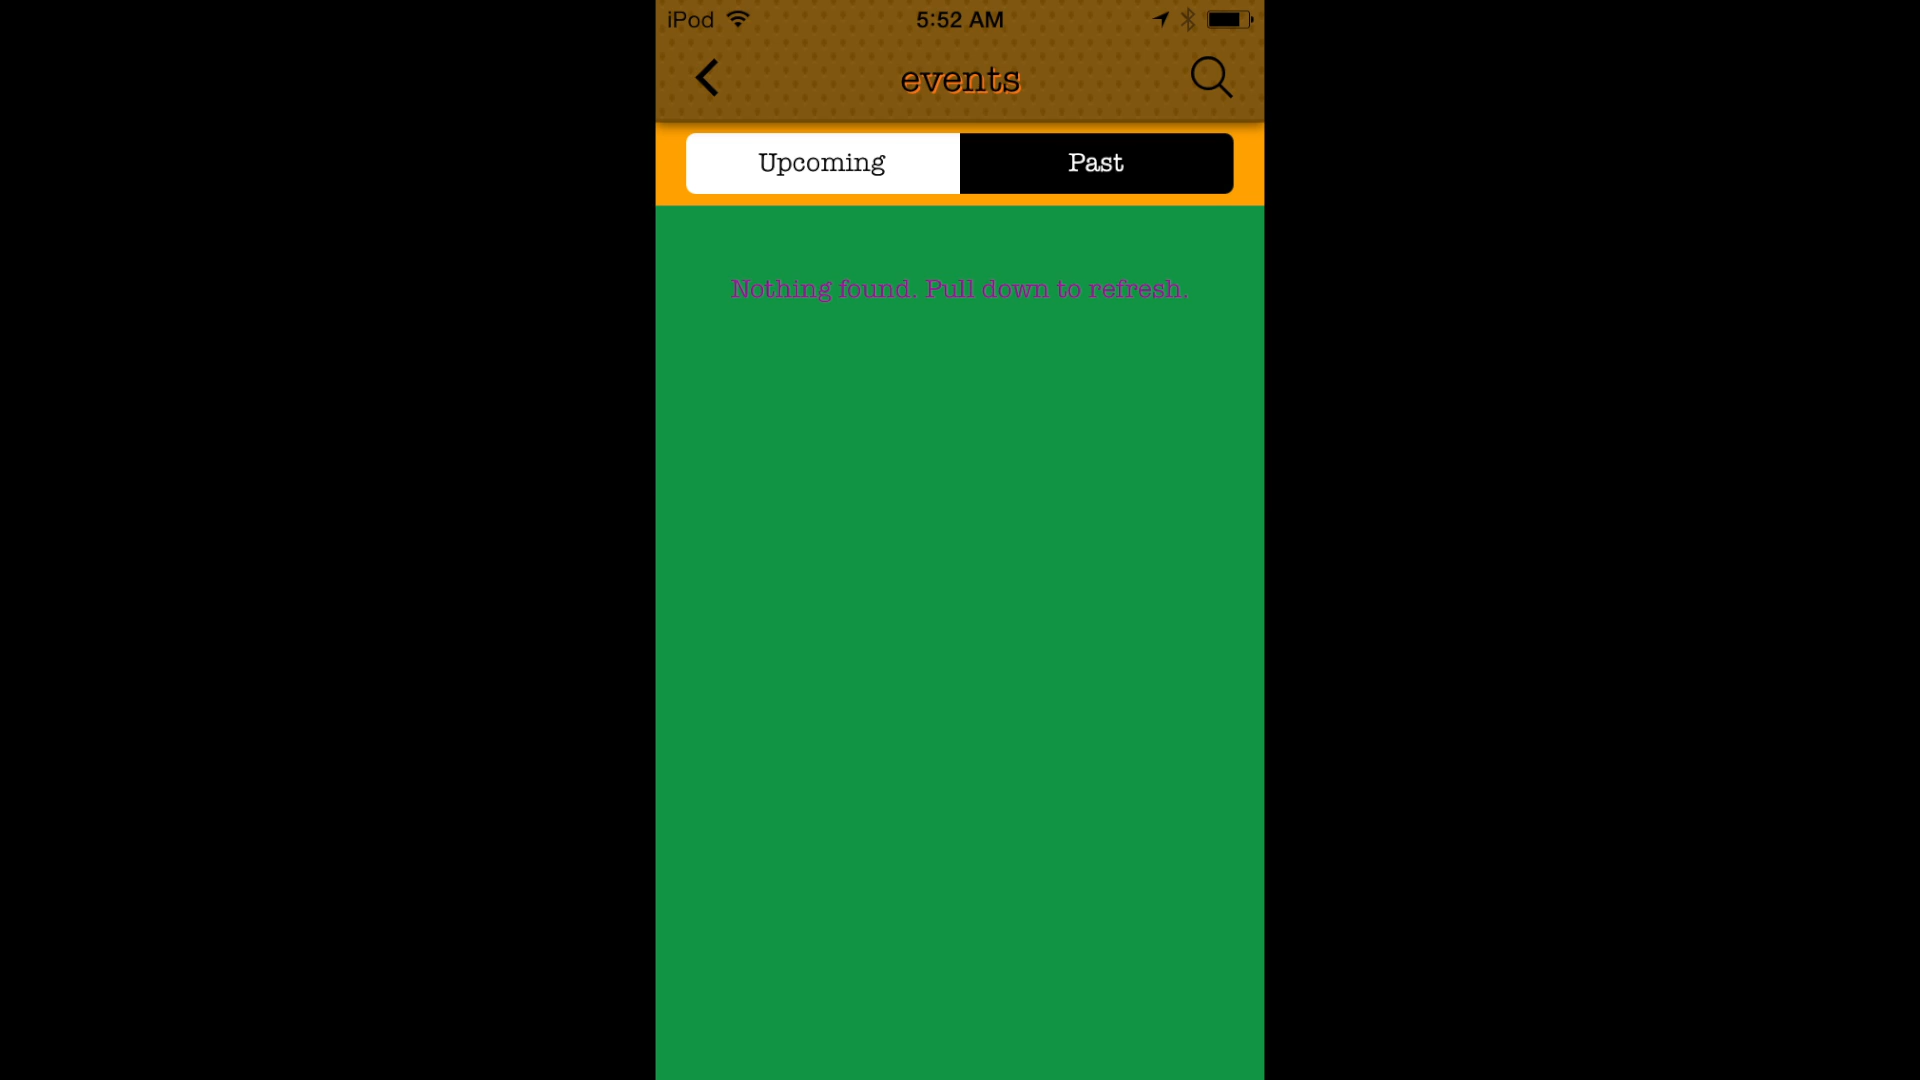 iPod 5:52 AM
events
Upcoming Past
Nothing found. Pull down to refresh.